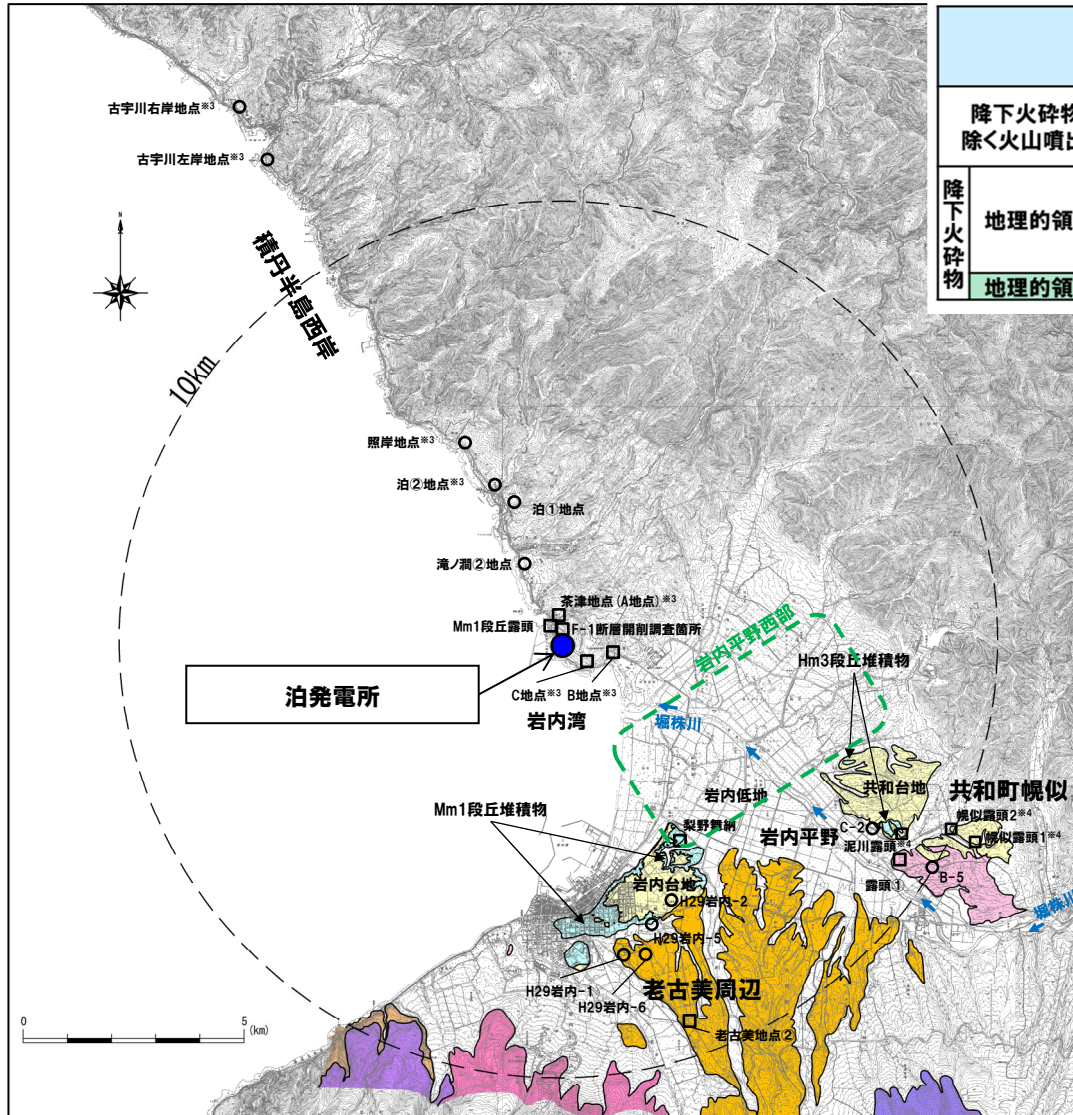 古宇川右岸地点※3
古宇川左岸地点※3
N
積丹半島西岸
10km
降下火砕物
除く火山噴出
降下火砕物
地理的領
地理的領
照岸地点※3
泊②地点※3
泊①地点
滝ノ澗②地点
茶津地点(A地点)※3
Mm1段丘露頭
F-1断層開削調査箇所
泊発電所
C地点※3
B地点※3
岩内湾
岩内平野西部
Hm3段丘堆積物
堀株川
共和台地
共和町幌似
岩内低地
Mm1段丘堆積物
梨野舞納
岩内平野
C-2
幌似露頭2※4
幌似露頭1※4
泥川露頭※4
露頭①
B-5
岩内台地
H29岩内-2
堀株川
H29岩内-5
H29岩内-1
H29岩内-6
老古美周辺
老古美地点②
0
5
(km)